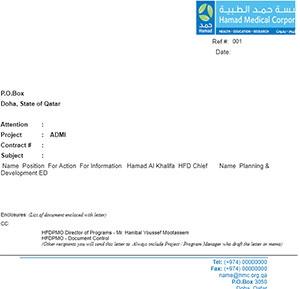 سة حمد الطبية
Hamad Medical Corpor
HEALTH • EDUCATION • RESEARCH
حمد
Hamad
Ref #: 001
Date:
P.O.Box
Doha, State of Qatar
Attention :
Project : ADMI
Contract # :
Subject :
Name Position For Action For Information Hamad Al Khalifa HFD Chief Name Planning &
Development ED
Enclosures (List of document enclosed with letter)
CC:
HFDPMO Director of Programs - Mr. Hanibal Youssef Mootassem
HFDPMO - Document Control
(Other recipients you will send this letter to Always include Project / Program Manager who draft the letter or memo)
Tel: (+974) 00000000
Fax: (+974) 00000000
name@hmc.org.qa
P.O.Box 3050
Doha, Qatar